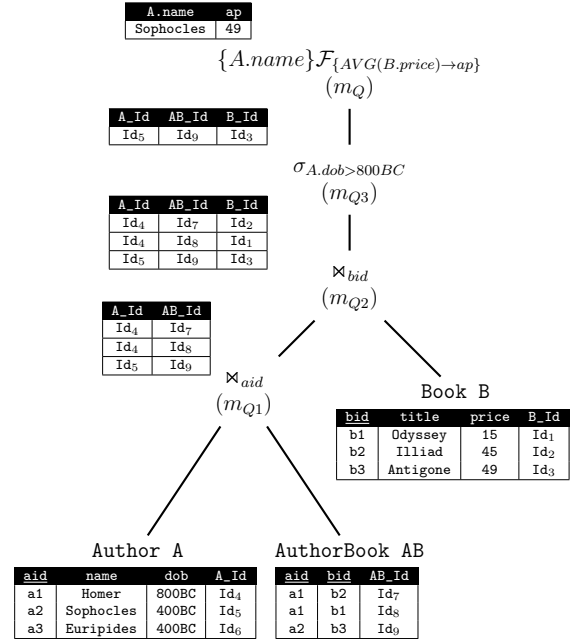 A.name ap
Sophocles 49
{A.name}F{AVG(B.price)→ap}
(mQ)
A_Id AB_Id B_Id
Id5 Id9 Id3
σA.dob>800BC
(mQ3)
A_Id AB_Id B_Id
Id4 Id7 Id2
Id4 Id8 Id1
Id5 Id9 Id3
⋈bid
(mQ2)
A_Id AB_Id
Id4 Id7
Id4 Id8
Id5 Id9
⋈aid
(mQ1)
Book B
bid title price B_Id
b1 Odyssey 15 Id1
b2 Illiad 45 Id2
b3 Antigone 49 Id3
Author A
aid name dob A_Id
a1 Homer 800BC Id4
a2 Sophocles 400BC Id5
a3 Euripides 400BC Id6
AuthorBook AB
aid bid AB_Id
a1 b2 Id7
a1 b1 Id8
a2 b3 Id9